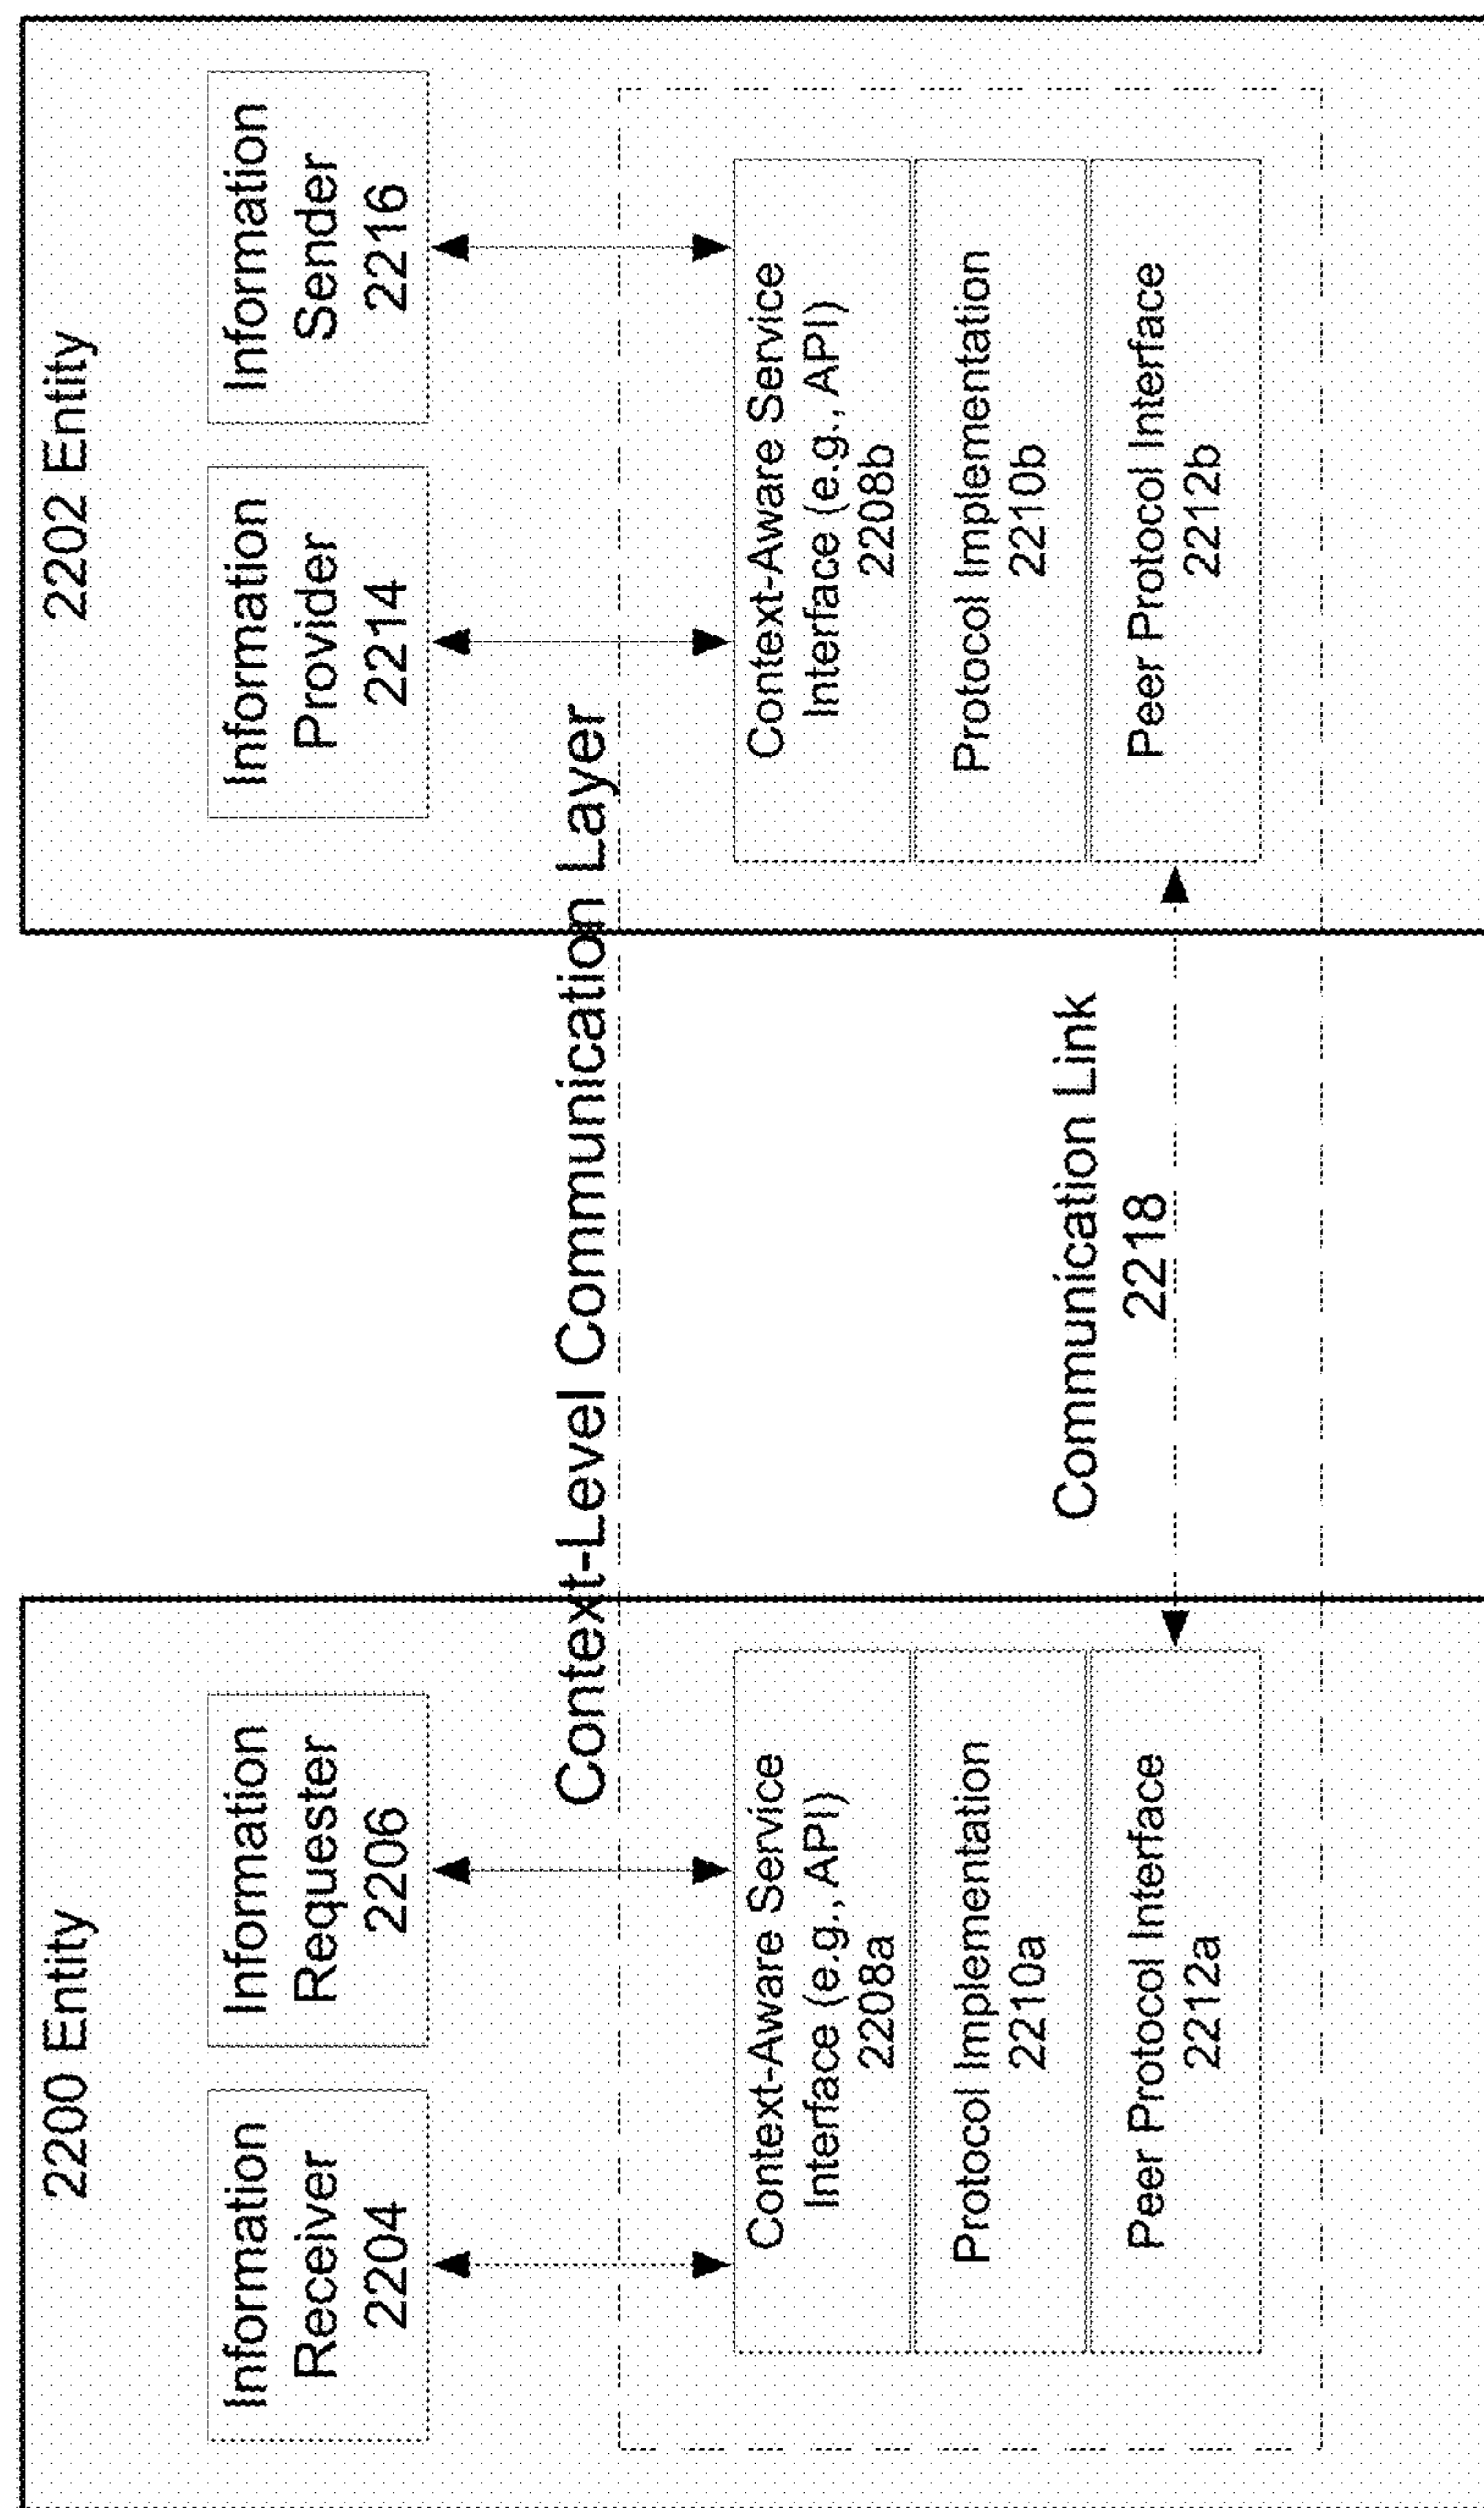 2200 Entity
Information
Receiver
2204
Information
Requester
2206
Context-Level Communication Layer
Context-Aware Service
Interface (e.g., API)
2208a
Protocol Implementation
2210a
Peer Protocol Interface
2212a
Communication Link
2218
2202 Entity
Information
Provider
2214
Information
Sender
2216
Context-Aware Service
Interface (e.g., API)
2208b
Protocol Implementation
2210b
Peer Protocol Interface
2212b